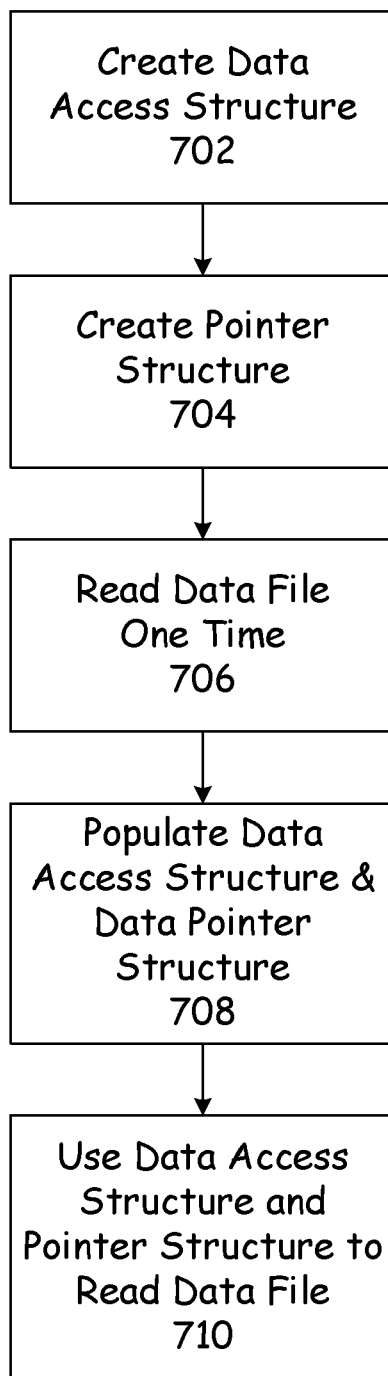 Create Data
Access Structure
702
Create Pointer
Structure
704
Read Data File
One Time
706
Populate Data
Access Structure &
Data Pointer
Structure
708
Use Data Access
Structure and
Pointer Structure to
Read Data File
710